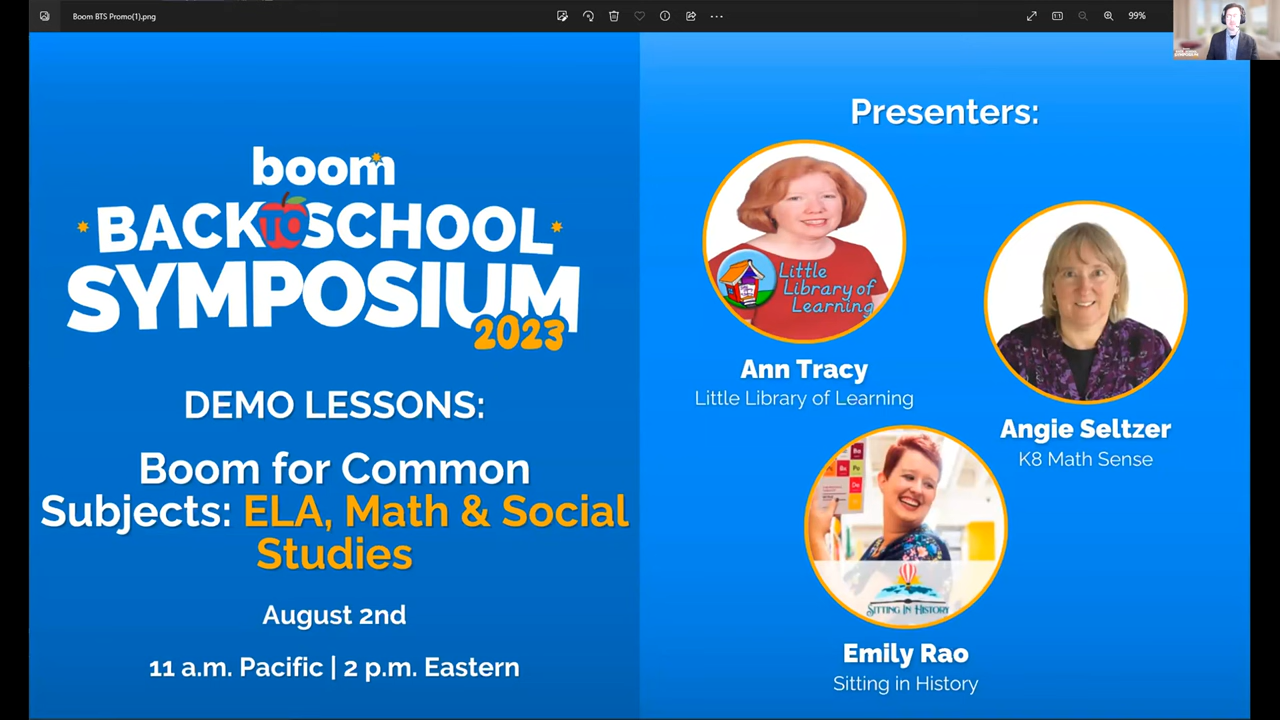 Boom BTS Promo(1).png
99%
SYMPOSIUM
boom
BACK TO SCHOOL
SYMPOSIUM
2023
DEMO LESSONS:
Boom for Common
Subjects: ELA, Math & Social
Studies
August 2nd
11 a.m. Pacific | 2 p.m. Eastern
Presenters:
Little
Library of
Learning
Ann Tracy
Little Library of Learning
Angie Seltzer
K8 Math Sense
SITTING IN HISTORY
Emily Rao
Sitting in History